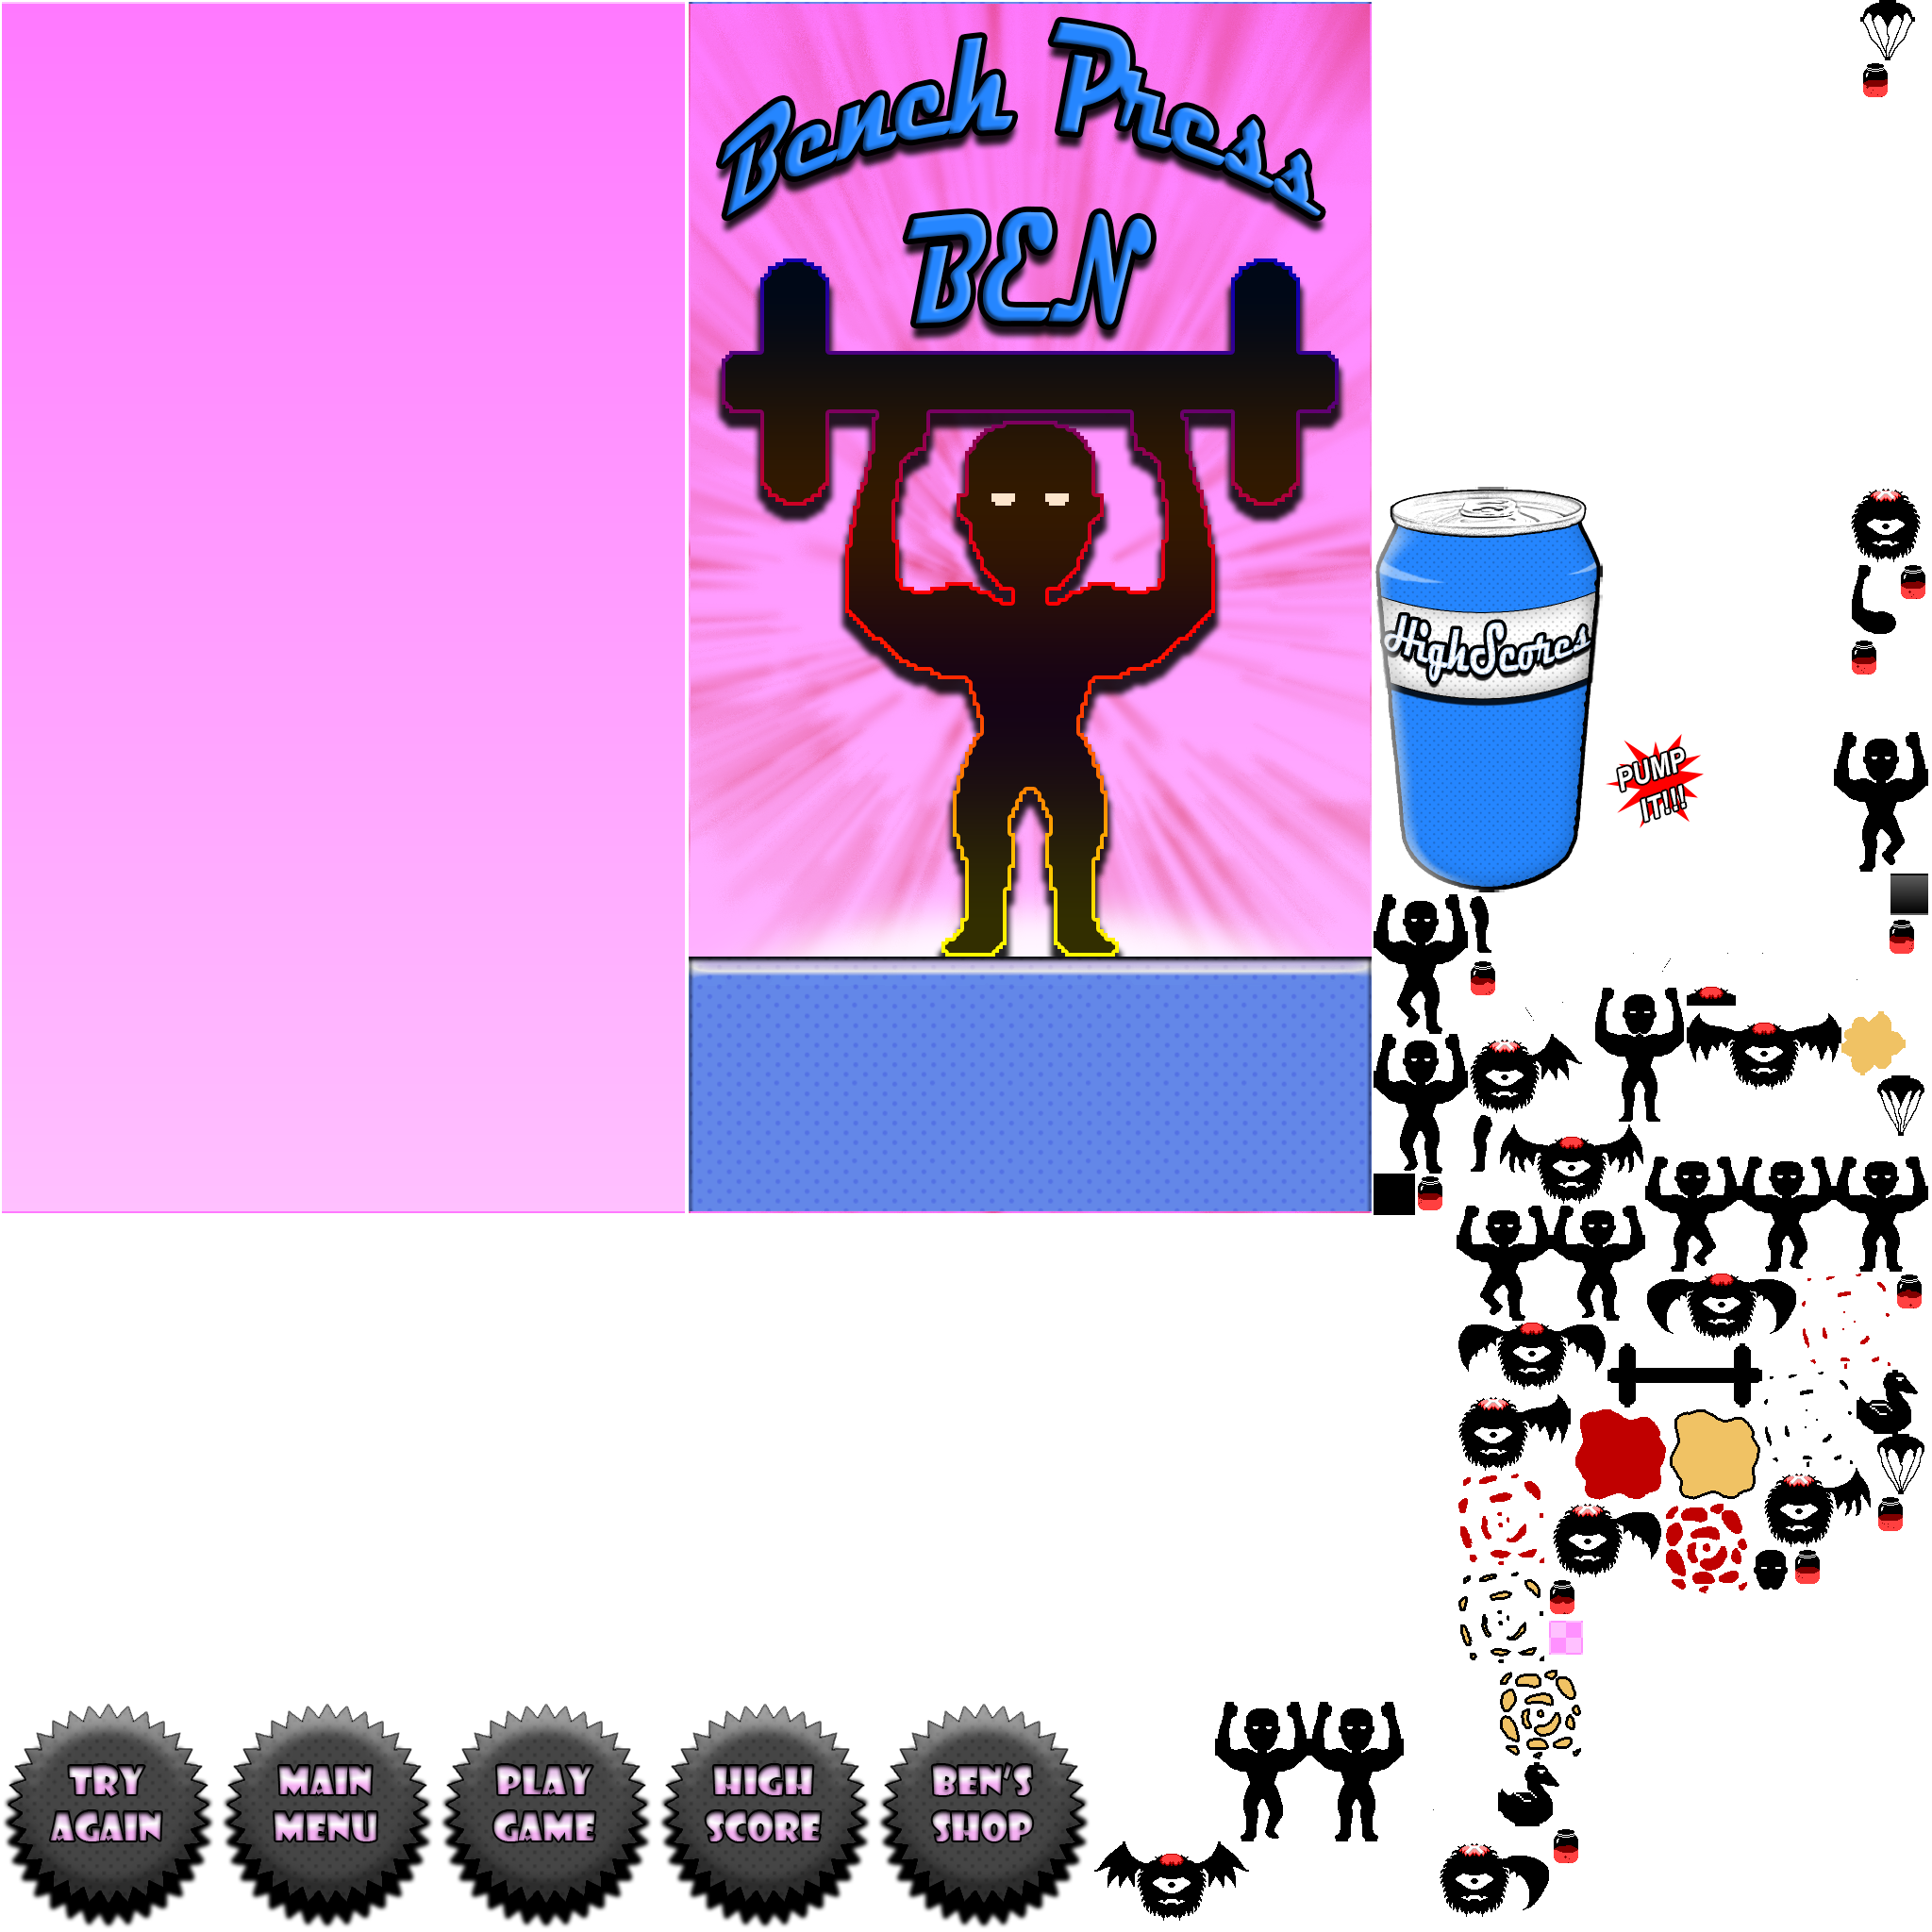 Bench Press
BEN
HighScores
PUMP
IT!!!
TRY
AGAIN
MAIN
MENU
PLAY
GAME
HIGH
SCORE
BEN'S
SHOP